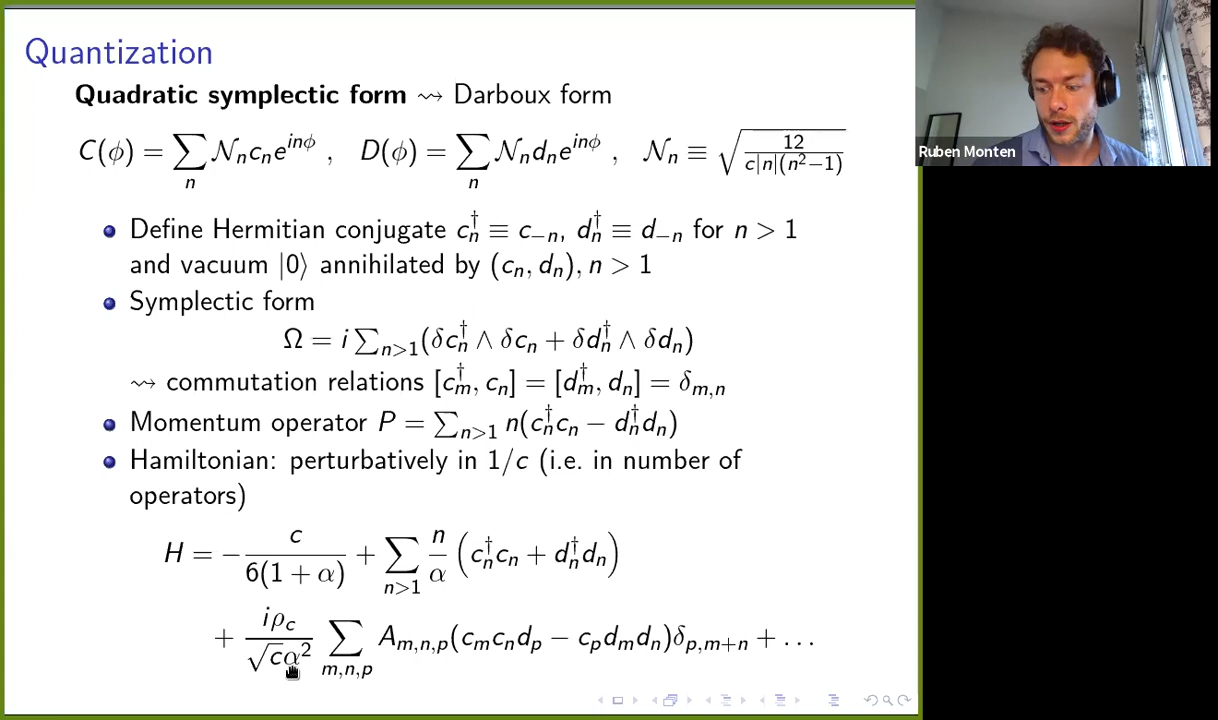 Quantization
Quadratic symplectic form ⇝ Darboux form
C(ϕ) = ∑_n 𝒩_n c_n e^{inϕ} , D(ϕ) = ∑_n 𝒩_n d_n e^{inϕ} , 𝒩_n ≡ √(12 / c|n|(n²−1))
Define Hermitian conjugate c_n^† ≡ c_{−n}, d_n^† ≡ d_{−n} for n > 1
and vacuum |0⟩ annihilated by (c_n, d_n), n > 1
Symplectic form
Ω = i ∑_{n>1}(δc_n^† ∧ δc_n + δd_n^† ∧ δd_n)
⇝ commutation relations [c_m^†, c_n] = [d_m^†, d_n] = δ_{m,n}
Momentum operator P = ∑_{n>1} n(c_n^† c_n − d_n^† d_n)
Hamiltonian: perturbatively in 1/c (i.e. in number of
operators)
H = − c / 6(1 + α) + ∑_{n>1} n/α (c_n^† c_n + d_n^† d_n)
+ iρ_c / √c α² ∑_{m,n,p} A_{m,n,p}(c_m c_n d_p − c_p d_m d_n)δ_{p,m+n} + . . .
Ruben Monten